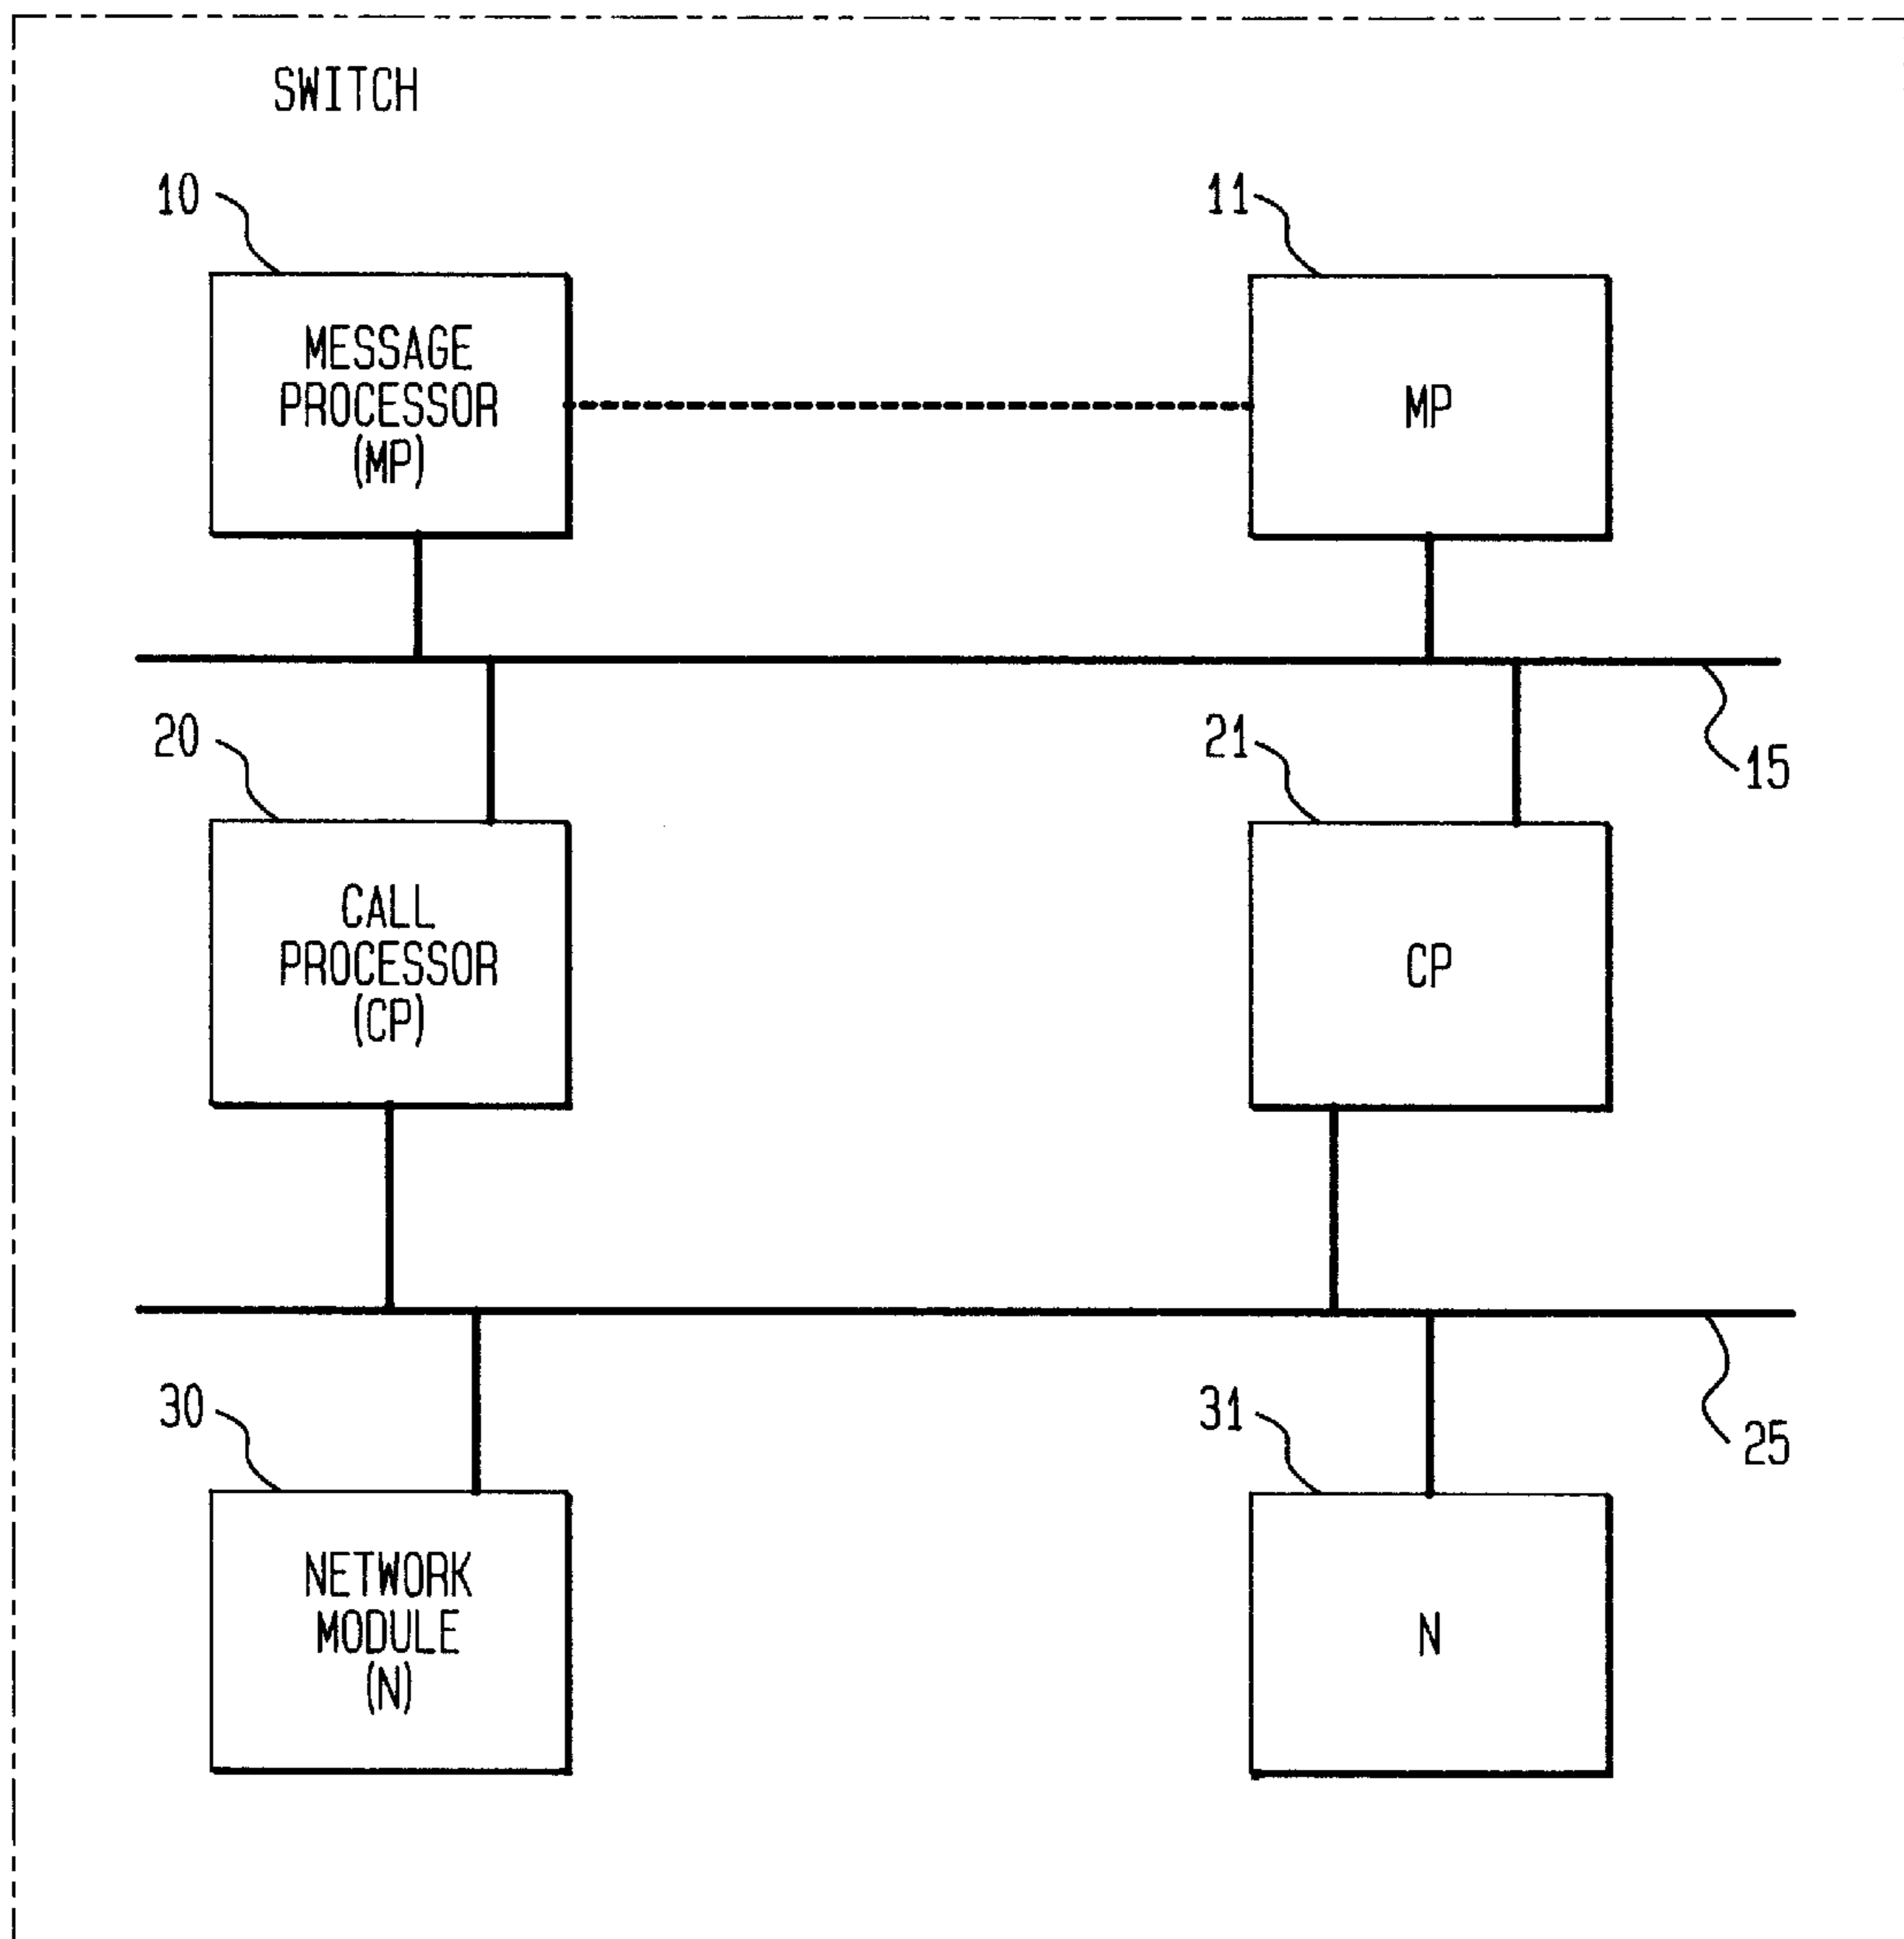 SWITCH
10
11
MESSAGE
PROCESSOR
(MP)
MP
15
20
21
CALL
PROCESSOR
(CP)
CP
25
30
31
NETWORK
MODULE
(N)
N